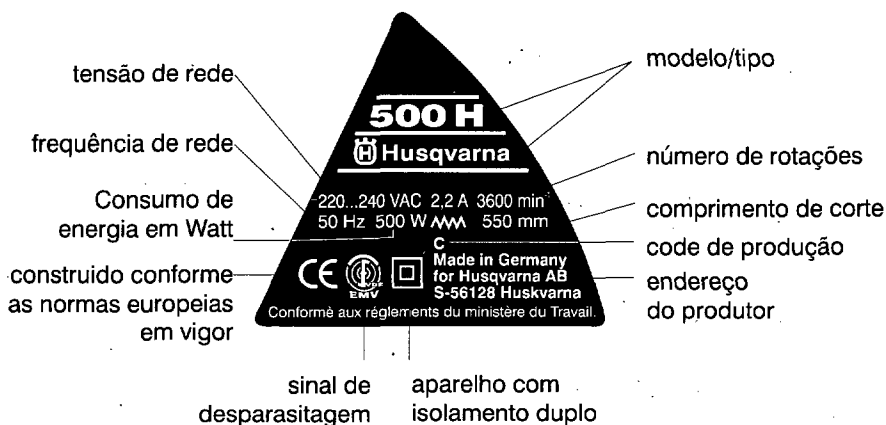 tensão de rede
frequência de rede
Consumo de
energia em Watt
construido conforme
as normas europeias
em vigor
500 H
H Husqvarna
220...240 VAC 2,2 A 3600 min
50 Hz 500 W 550 mm
C
Made in Germany
for Husqvarna AB
S-56128 Huskvarna
CE
VDE
EMV
Conformè aux réglements du ministère du Travail.
modelo/tipo
número de rotações
comprimento de corte
code de produção
endereço
do produtor
sinal de
desparasitagem
aparelho com
isolamento duplo